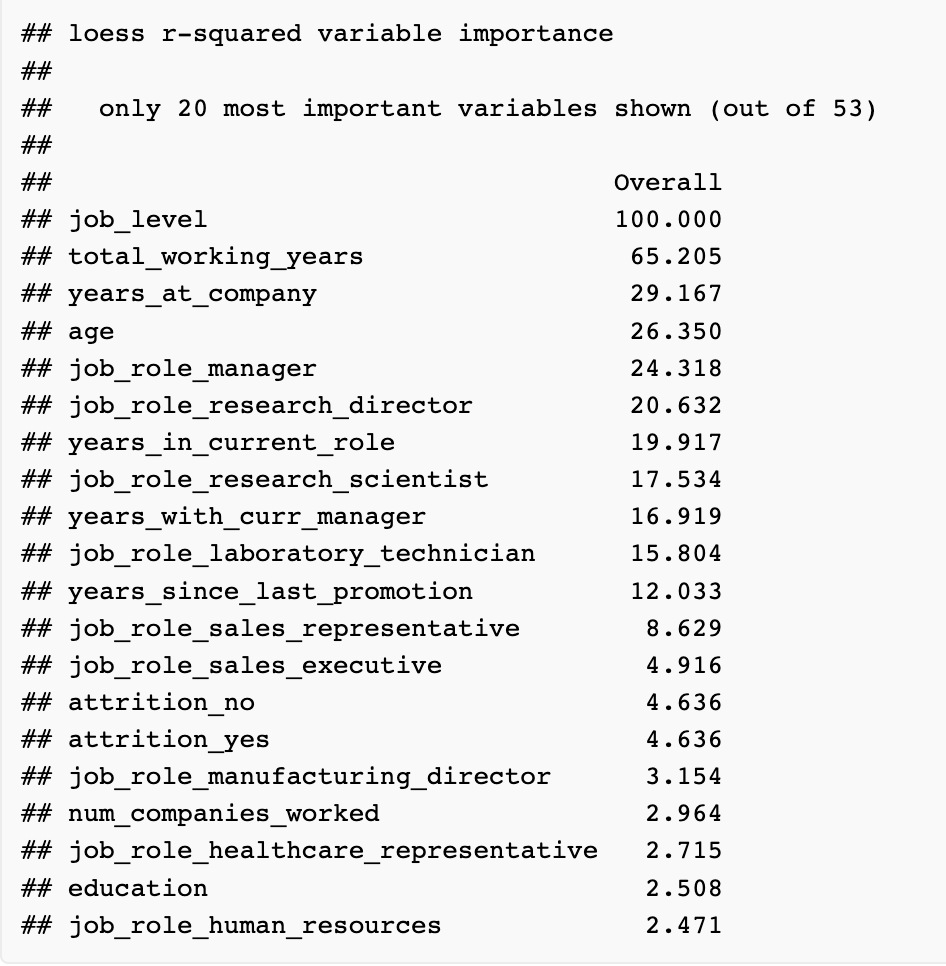 ## loess r-squared variable importance
##
##   only 20 most important variables shown (out of 53)
##
##                                    Overall
## job_level                          100.000
## total_working_years                 65.205
## years_at_company                    29.167
## age                                 26.350
## job_role_manager                    24.318
## job_role_research_director          20.632
## years_in_current_role               19.917
## job_role_research_scientist         17.534
## years_with_curr_manager             16.919
## job_role_laboratory_technician      15.804
## years_since_last_promotion          12.033
## job_role_sales_representative        8.629
## job_role_sales_executive             4.916
## attrition_no                         4.636
## attrition_yes                        4.636
## job_role_manufacturing_director      3.154
## num_companies_worked                 2.964
## job_role_healthcare_representative   2.715
## education                            2.508
## job_role_human_resources             2.471